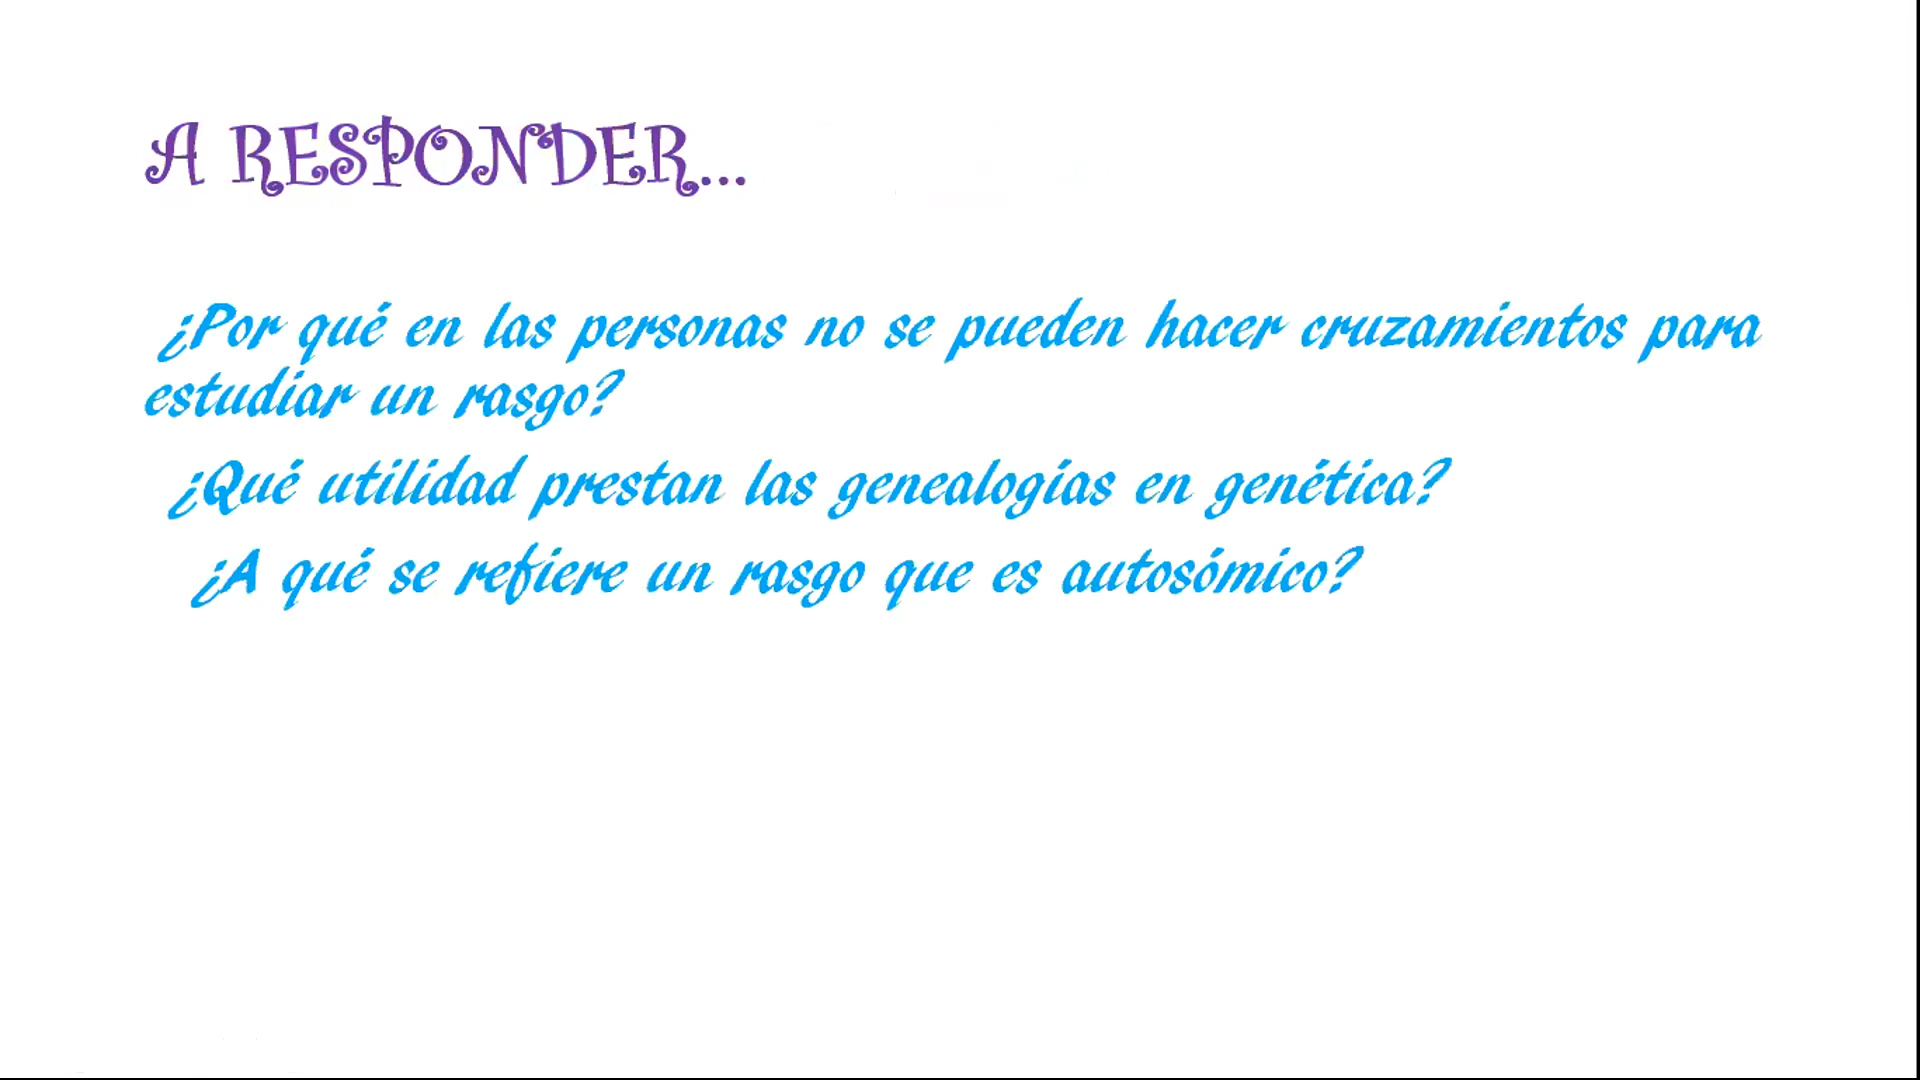 A RESPONDER...
¿Por qué en las personas no se pueden hacer cruzamientos para
estudiar un rasgo?
¿Qué utilidad prestan las genealogías en genética?
¿A qué se refiere un rasgo que es autosómico?